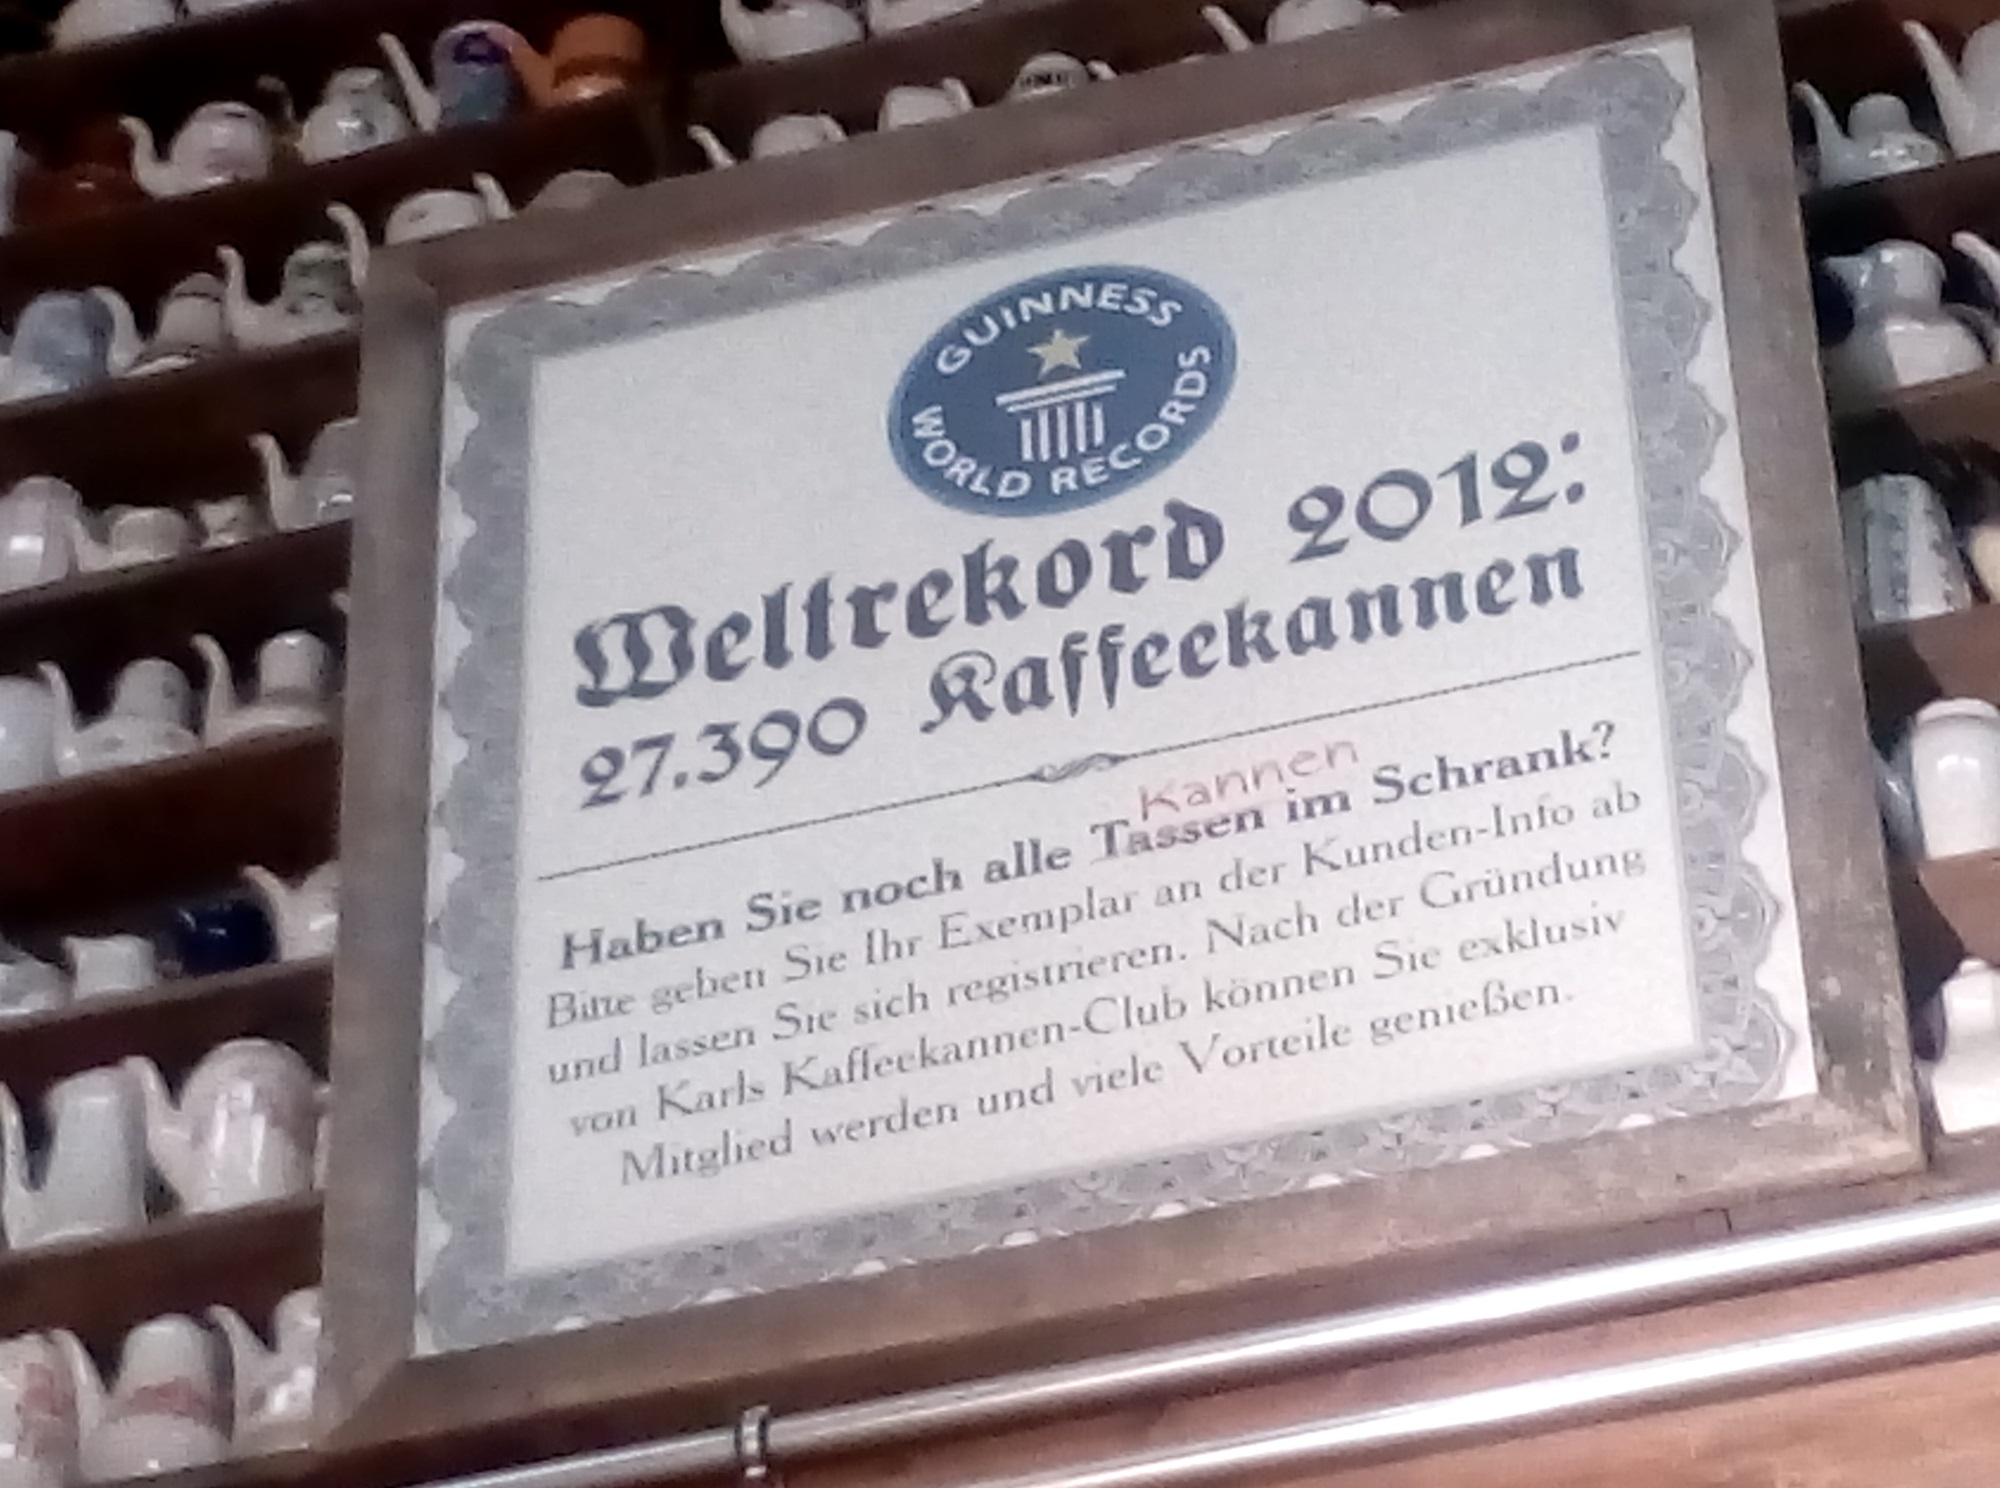 GUINNESS
WORLD RECORDS
Weltrekord 2012:
27.390 Kaffeekannen
Kannen
Haben Sie noch alle Tassen im Schrank?
Bitte geben Sie Ihr Exemplar an der Kunden-Info ab
und lassen Sie sich registrieren. Nach der Gründung
von Karls Kaffeekannen-Club können Sie exklusiv
Mitglied werden und viele Vorteile genießen.